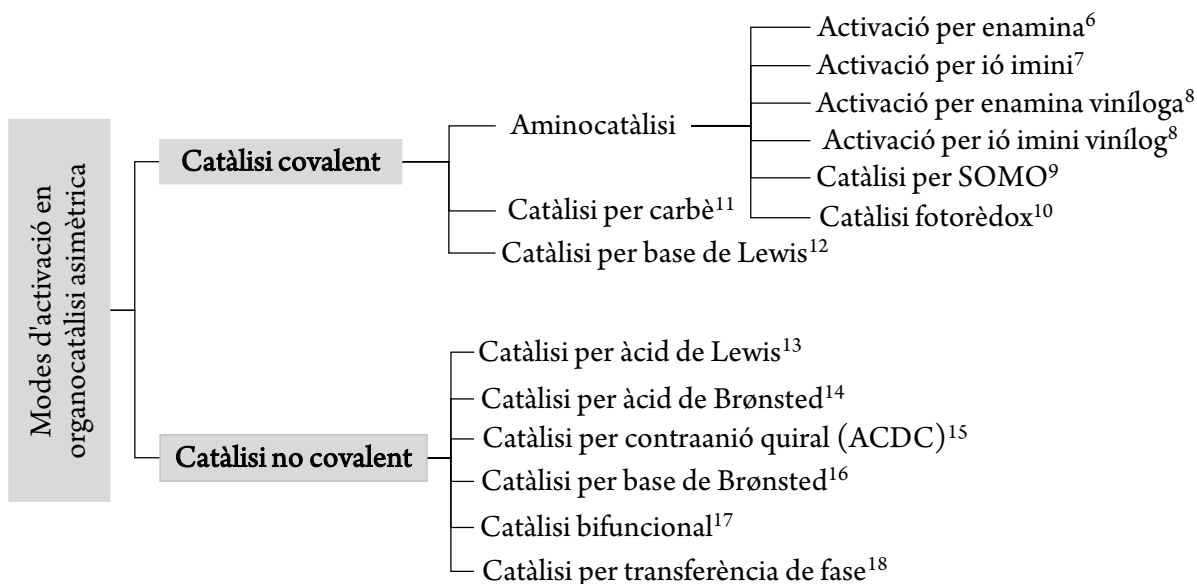 Modes d'activació en
organocatàlisi asimètrica
Catàlisi covalent
Aminocatàlisi
Activació per enamina⁶
Activació per ió imini⁷
Activació per enamina viníloga⁸
Activació per ió imini vinílog⁸
Catàlisi per SOMO⁹
Catàlisi fotorèdox¹⁰
Catàlisi per carbè¹¹
Catàlisi per base de Lewis¹²
Catàlisi no covalent
Catàlisi per àcid de Lewis¹³
Catàlisi per àcid de Brønsted¹⁴
Catàlisi per contraanió quiral (ACDC)¹⁵
Catàlisi per base de Brønsted¹⁶
Catàlisi bifuncional¹⁷
Catàlisi per transferència de fase¹⁸